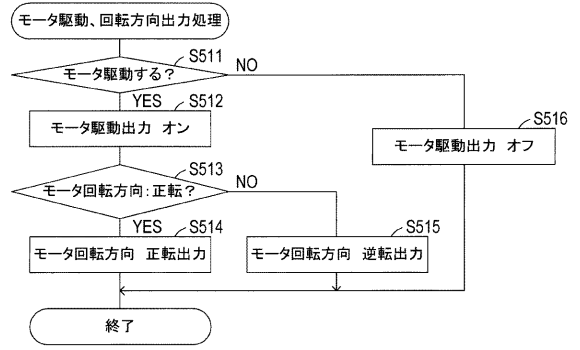 モータ駆動、回転方向出力処理
S511
モータ駆動する?
NO
YES
S512
モータ駆動出力 オン
S516
モータ駆動出力 オフ
S513
モータ回転方向:正転?
NO
YES
S514
モータ回転方向 正転出力
S515
モータ回転方向 逆転出力
終了